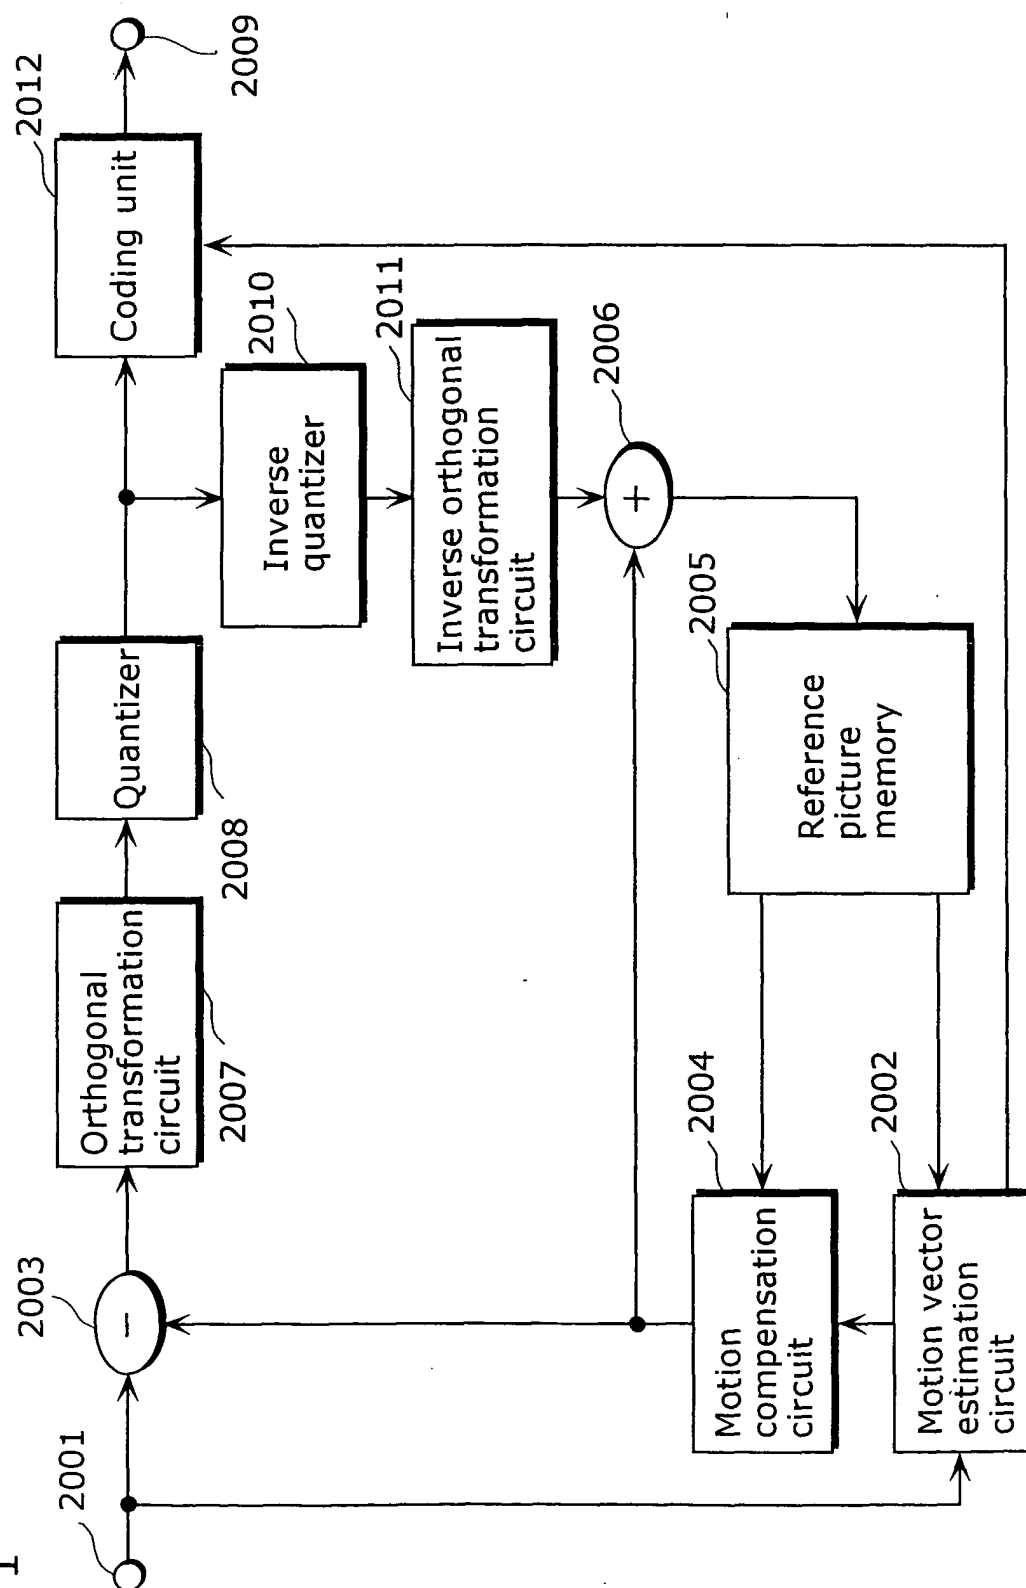 1
2001
2003
Orthogonal
transformation
circuit
2007
Quantizer
2008
Coding unit
2012
2009
Inverse
quantizer
2010
Inverse orthogonal
transformation
circuit
2011
2006
Reference
picture
memory
2005
Motion
compensation
circuit
2004
Motion vector
estimation
circuit
2002
−
+